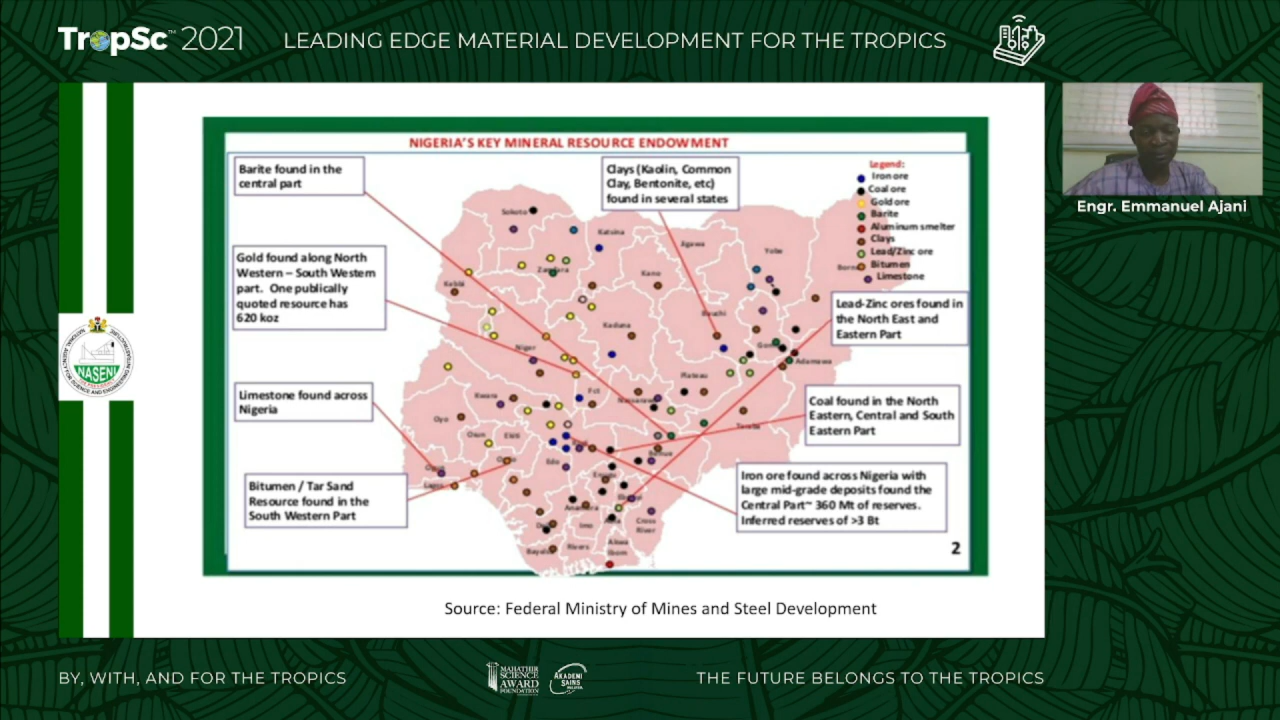 TropSc™ 2021
LEADING EDGE MATERIAL DEVELOPMENT FOR THE TROPICS
Engr. Emmanuel Ajani
NIGERIA'S KEY MINERAL RESOURCE ENDOWMENT
Barite found in the
central part
Clays (Kaolin, Common
Clay, Bentonite, etc)
found in several states
Legend:
Iron ore
Coal ore
Gold ore
Barite
Aluminum smelter
Clays
Lead/Zinc ore
Bitumen
Limestone
Gold found along North
Western – South Western
part. One publically
quoted resource has
620 koz
Lead-Zinc ores found in
the North East and
Eastern Part
Limestone found across
Nigeria
Coal found in the North
Eastern, Central and South
Eastern Part
Bitumen / Tar Sand
Resource found in the
South Western Part
Iron ore found across Nigeria with
large mid-grade deposits found the
Central Part~ 360 Mt of reserves.
Inferred reserves of >3 Bt
Sokoto
Katsina
Jigawa
Yobe
Zamfara
Kano
Kebbi
Bauchi
Kaduna
Niger
Adamawa
Plateau
Fct
Kwara
Oyo
Taraba
Osun
Ekiti
Benue
Edo
Lagos
Imo
Cross
River
Rivers
Akwa
Ibom
2
NASENI
Source: Federal Ministry of Mines and Steel Development
BY, WITH, AND FOR THE TROPICS
MAHATHIR
SCIENCE
AWARD
FOUNDATION
AKADEMI
SAINS
THE FUTURE BELONGS TO THE TROPICS